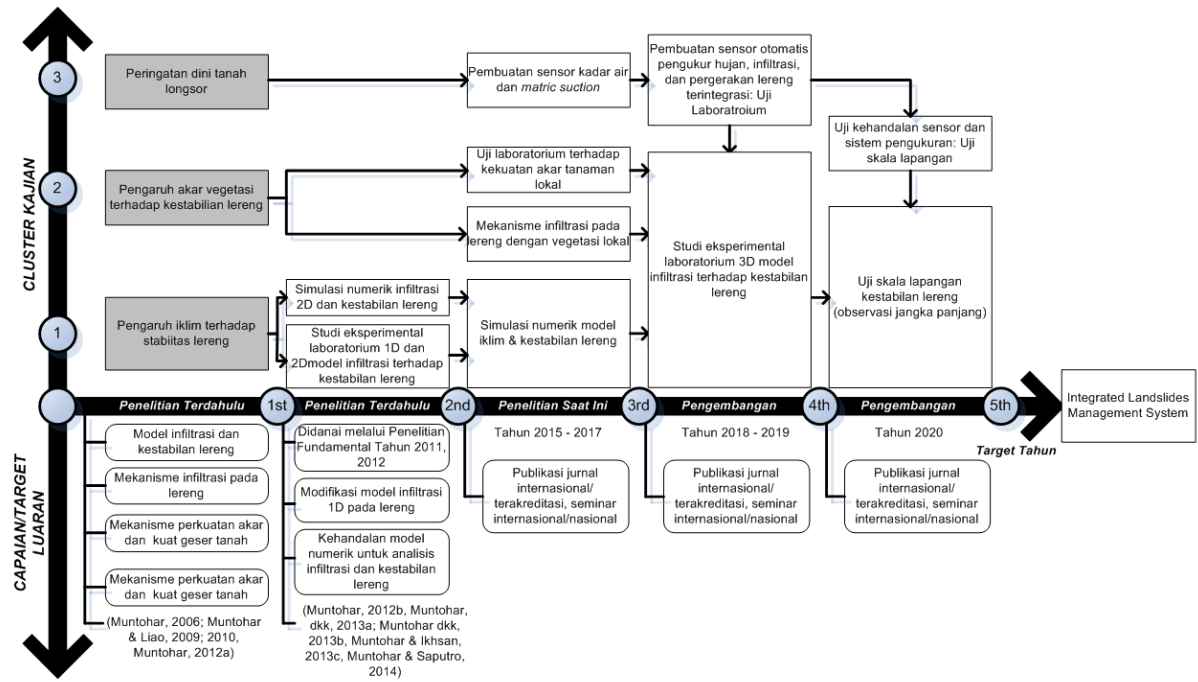 3
Peringatan dini tanah
longsor
Pembuatan sensor kadar air
dan matric suction
Pembuatan sensor otomatis
pengukur hujan, infiltrasi,
dan pergerakan lereng
terintegrasi: Uji
Laboratroium
Uji kehandalan sensor dan
sistem pengukuran: Uji
skala lapangan
CLUSTER KAJIAN
2
Pengaruh akar vegetasi
terhadap kestabilian lereng
Uji laboratorium terhadap
kekuatan akar tanaman
lokal
Mekanisme infiltrasi pada
lereng dengan vegetasi lokal
Studi eksperimental
laboratorium 3D model
infiltrasi terhadap kestabilan
lereng
Uji skala lapangan
kestabilan lereng
(observasi jangka panjang)
1
Pengaruh iklim terhadap
stabiitas lereng
Simulasi numerik infiltrasi
2D dan kestabilan lereng
Studi eksperimental
laboratorium 1D dan
2Dmodel infiltrasi terhadap
kestabilan lereng
Simulasi numerik model
iklim & kestabilan lereng
Penelitian Terdahulu
1st
Penelitian Terdahulu
2nd
Penelitian Saat Ini
3rd
Pengembangan
4th
Pengembangan
5th
Target Tahun
Integrated Landslides
Management System
CAPAIAN/TARGET
LUARAN
Model infiltrasi dan
kestabilan lereng
Mekanisme infiltrasi pada
lereng
Mekanisme perkuatan akar
dan kuat geser tanah
Mekanisme perkuatan akar
dan kuat geser tanah
(Muntohar, 2006; Muntohar
& Liao, 2009; 2010,
Muntohar, 2012a)
Didanai melalui Penelitian
Fundamental Tahun 2011,
2012
Modifikasi model infiltrasi
1D pada lereng
Kehandalan model
numerik untuk analisis
infiltrasi dan kestabilan
lereng
(Muntohar, 2012b, Muntohar,
dkk, 2013a; Muntohar dkk,
2013b, Muntohar & Ikhsan,
2013c, Muntohar & Saputro,
2014)
Tahun 2015 - 2017
Publikasi jurnal
internasional/
terakreditasi, seminar
internasional/nasional
Tahun 2018 - 2019
Publikasi jurnal
internasional/
terakreditasi, seminar
internasional/nasional
Tahun 2020
Publikasi jurnal
internasional/
terakreditasi, seminar
internasional/nasional